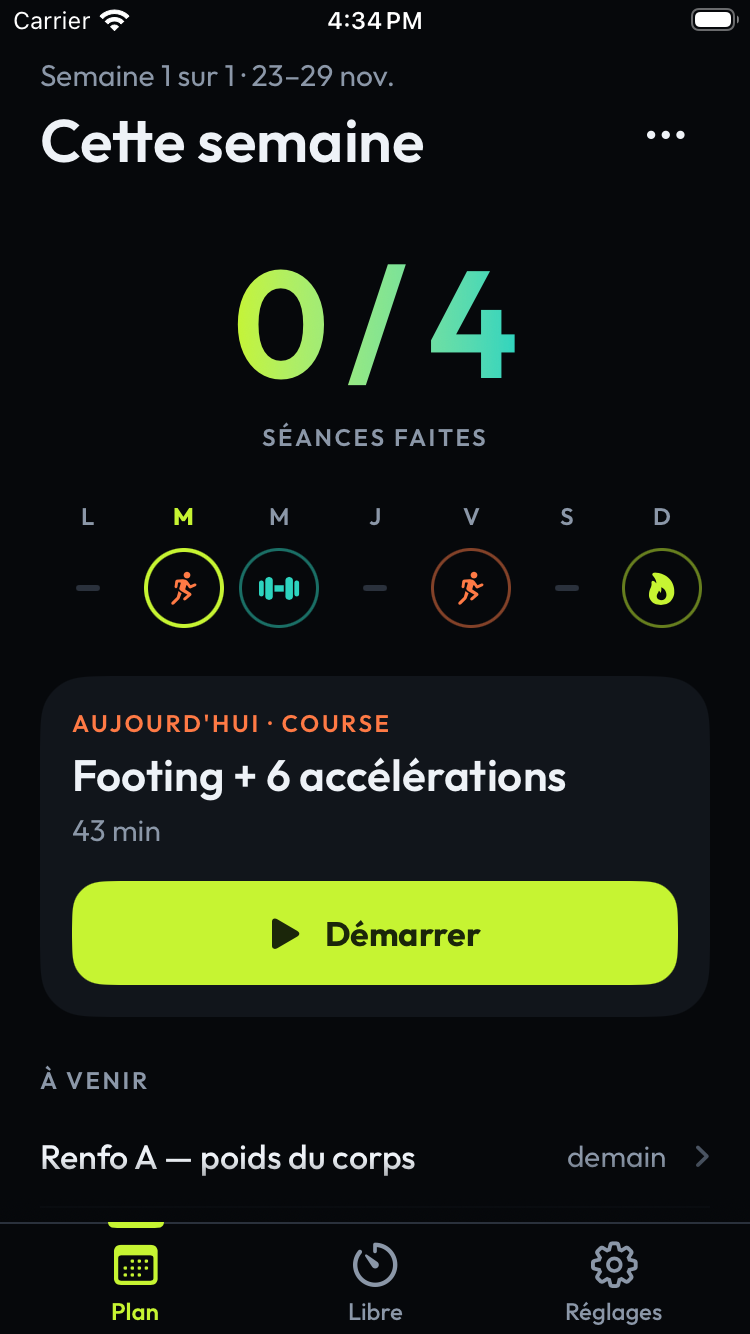 Carrier 4:34 PM
Semaine 1 sur 1 · 23–29 nov.
Cette semaine
0/4
SÉANCES FAITES
L M M J V S D
AUJOURD'HUI · COURSE
Footing + 6 accélérations
43 min
Démarrer
À VENIR
Renfo A — poids du corps demain
Plan Libre Réglages